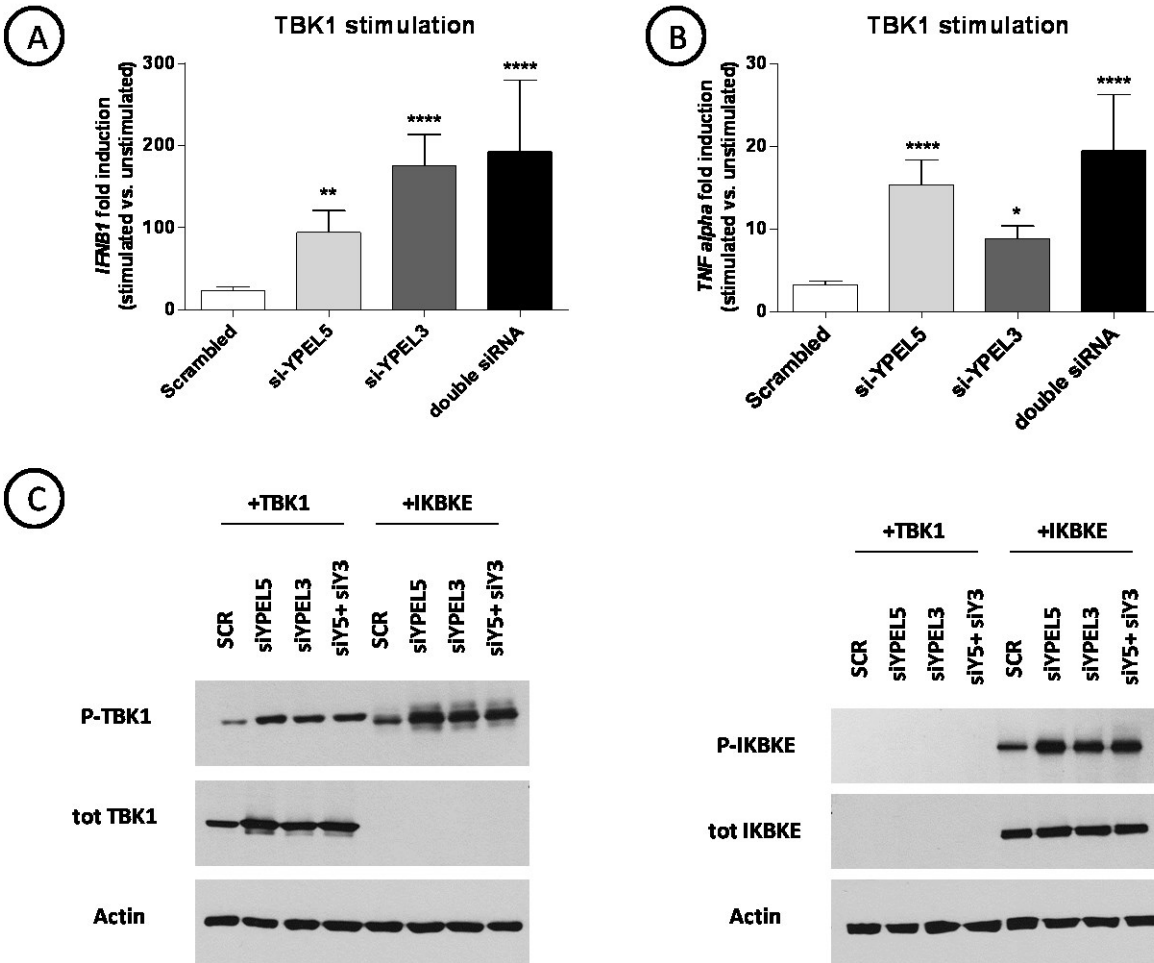 A
TBK1 stimulation
IFNB1 fold induction
(stimulated vs. unstimulated)
300
200
100
0
**
****
****
Scrambled
si-YPEL5
si-YPEL3
double siRNA
B
TBK1 stimulation
TNF alpha fold induction
(stimulated vs. unstimulated)
30
20
10
0
****
*
****
Scrambled
si-YPEL5
si-YPEL3
double siRNA
C
+TBK1 +IKBKE
SCR
siYPEL5
siYPEL3
siY5+ siY3
SCR
siYPEL5
siYPEL3
siY5+ siY3
P-TBK1
tot TBK1
Actin
+TBK1 +IKBKE
SCR
siYPEL5
siYPEL3
siY5+ siY3
SCR
siYPEL5
siYPEL3
siY5+ siY3
P-IKBKE
tot IKBKE
Actin